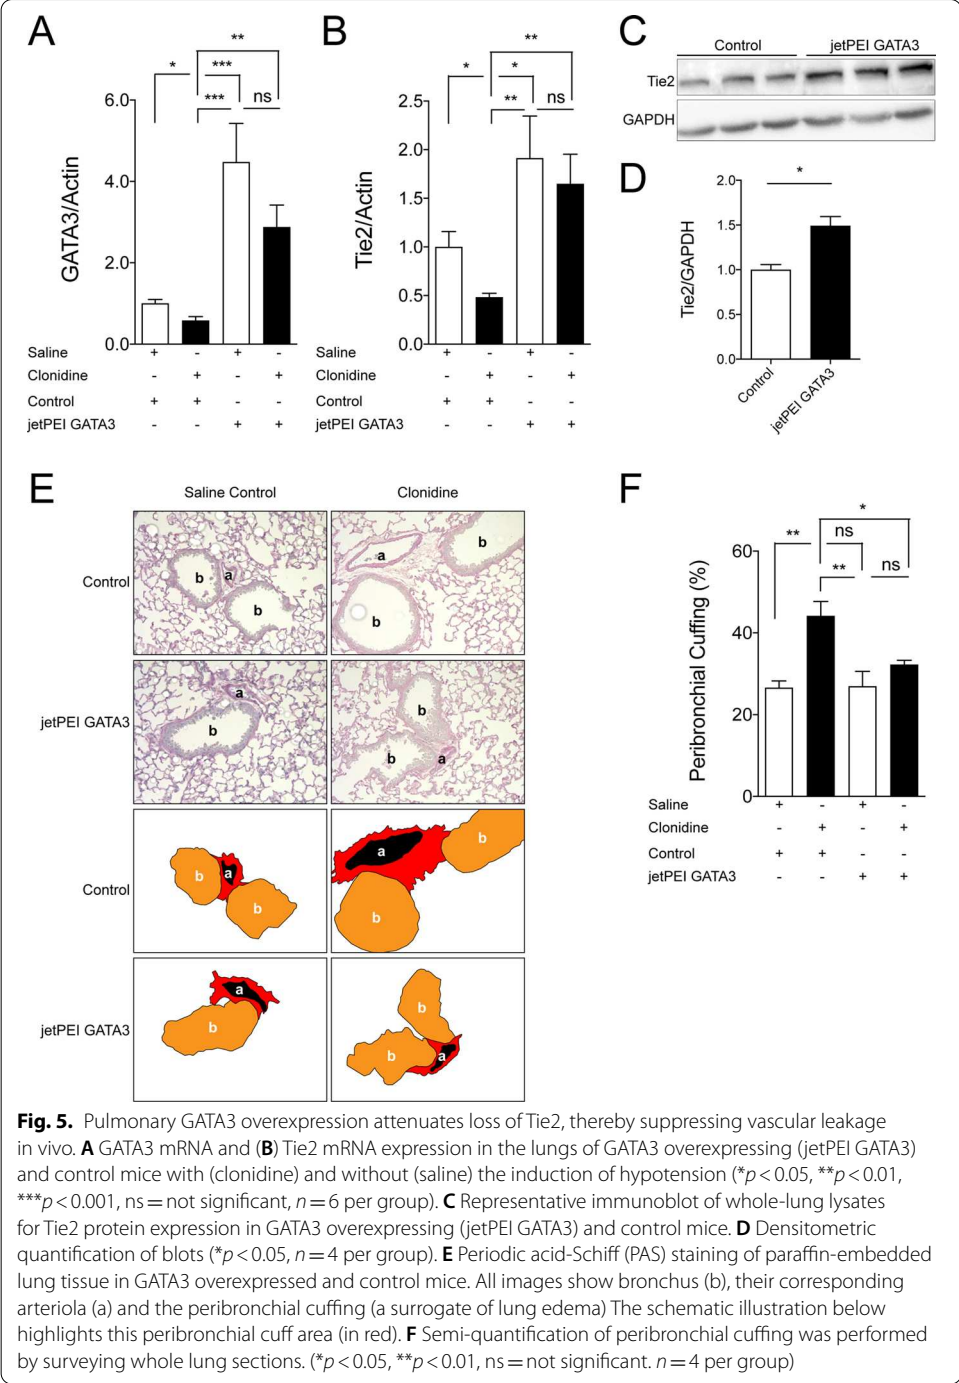 A
B
C
**
**
Control
jetPEI GATA3
*
***
***
ns
*
*
**
ns
Tie2
GAPDH
6.0
4.0
2.0
0.0
GATA3/Actin
2.5
2.0
1.5
1.0
0.5
0.0
Tie2/Actin
D
*
2.0
1.5
1.0
0.5
0.0
Tie2/GAPDH
Control
jetPEI GATA3
Saline + - + - Saline + - + -
Clonidine - + - + Clonidine - + - +
Control + + - - Control + + - -
jetPEI GATA3 - - + + jetPEI GATA3 - - + +
E
Saline Control
Clonidine
Control
b
a
b
a
b
b
jetPEI GATA3
a
b
b
b
a
Control
b
a
b
a
b
b
jetPEI GATA3
a
b
b
b
a
F
*
**
ns
**
ns
60
40
20
0
Peribronchial Cuffing (%)
Saline + - + -
Clonidine - + - +
Control + + - -
jetPEI GATA3 - - + +
Fig. 5. Pulmonary GATA3 overexpression attenuates loss of Tie2, thereby suppressing vascular leakage
in vivo. A GATA3 mRNA and (B) Tie2 mRNA expression in the lungs of GATA3 overexpressing (jetPEI GATA3)
and control mice with (clonidine) and without (saline) the induction of hypotension (*p < 0.05, **p < 0.01,
***p < 0.001, ns = not significant, n = 6 per group). C Representative immunoblot of whole-lung lysates
for Tie2 protein expression in GATA3 overexpressing (jetPEI GATA3) and control mice. D Densitometric
quantification of blots (*p < 0.05, n = 4 per group). E Periodic acid-Schiff (PAS) staining of paraffin-embedded
lung tissue in GATA3 overexpressed and control mice. All images show bronchus (b), their corresponding
arteriola (a) and the peribronchial cuffing (a surrogate of lung edema) The schematic illustration below
highlights this peribronchial cuff area (in red). F Semi-quantification of peribronchial cuffing was performed
by surveying whole lung sections. (*p < 0.05, **p < 0.01, ns = not significant. n = 4 per group)